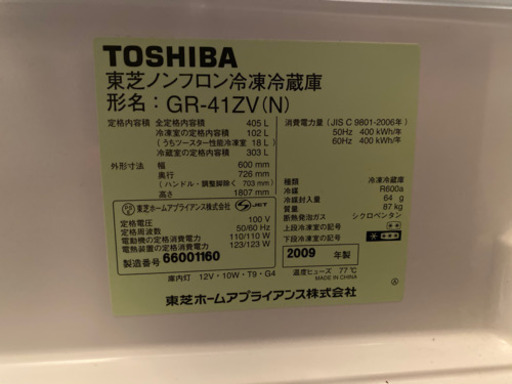 TOSHIBA
東芝ノンフロン冷凍冷蔵庫
形名：GR-41ZV(N)
定格内容積 全定格内容積 405 L
冷凍室の定格内容積 102 L
(うちツースター性能冷凍室 18 L)
冷蔵室の定格内容積 303 L
外形寸法 幅 600 mm
奥行 726 mm
(ハンドル・調整脚除く 703 mm)
高さ 1807 mm
東芝ホームアプライアンス株式会社 JET
定格電圧 100 V
定格周波数 50/60 Hz
電動機の定格消費電力 110/110 W
電熱装置の定格消費電力 123/123 W
製造番号 66001160
庫内灯 12V・10W・T9・G4
消費電力量(JIS C 9801-2006年)
50Hz 400 kWh/年
60Hz 400 kWh/年
種類 冷凍冷蔵庫
冷媒 R600a
冷媒封入量 64 g
質量 87 kg
断熱発泡ガス シクロペンタン
上段冷凍室の記号
下段冷凍室の記号
2009 年製
温度ヒューズ 77℃
MADE IN CHINA
東芝ホームアプライアンス株式会社